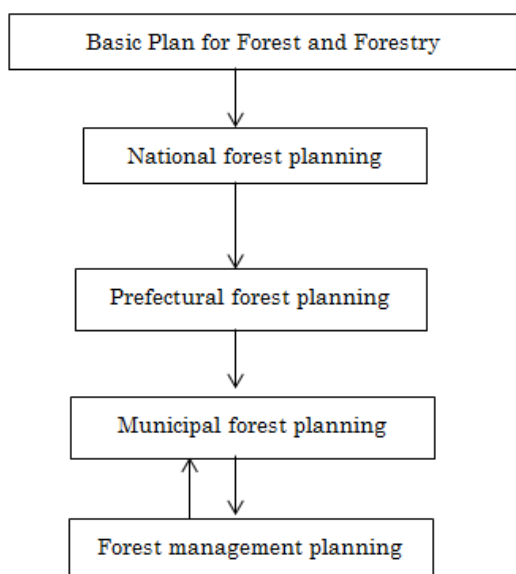 Basic Plan for Forest and Forestry
National forest planning
Prefectural forest planning
Municipal forest planning
Forest management planning